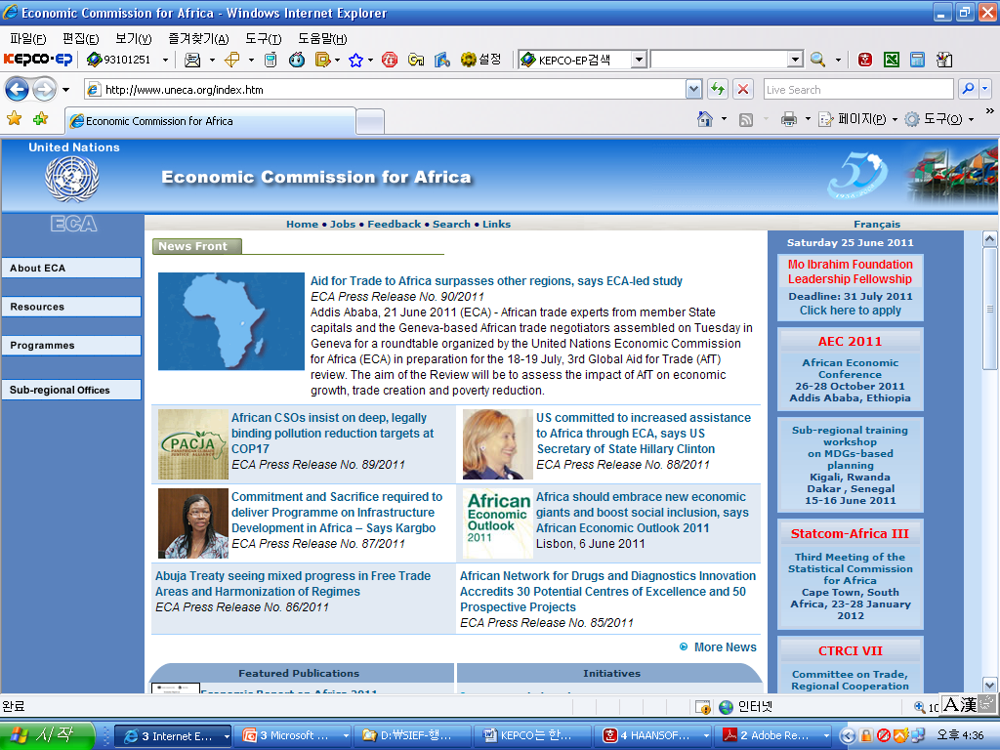 Economic Commission for Africa - Windows Internet Explorer
파일(F) 편집(E) 보기(V) 즐겨찾기(A) 도구(T) 도움말(H)
KEPCO-EP 93101251 설정 KEPCO-EP검색
http://www.uneca.org/index.htm Live Search
Economic Commission for Africa 페이지(P) 도구(O)
United Nations
Economic Commission for Africa
50
ECA
Home • Jobs • Feedback • Search • Links Français
About ECA
Resources
Programmes
Sub-regional Offices
News Front
Aid for Trade to Africa surpasses other regions, says ECA-led study
ECA Press Release No. 90/2011
Addis Ababa, 21 June 2011 (ECA) - African trade experts from member State
capitals and the Geneva-based African trade negotiators assembled on Tuesday in
Geneva for a roundtable organized by the United Nations Economic Commission
for Africa (ECA) in preparation for the 18-19 July, 3rd Global Aid for Trade (AfT)
review. The aim of the Review will be to assess the impact of AfT on economic
growth, trade creation and poverty reduction.
PACJA
African CSOs insist on deep, legally
binding pollution reduction targets at
COP17
ECA Press Release No. 89/2011
US committed to increased assistance
to Africa through ECA, says US
Secretary of State Hillary Clinton
ECA Press Release No. 88/2011
Commitment and Sacrifice required to
deliver Programme on Infrastructure
Development in Africa – Says Kargbo
ECA Press Release No. 87/2011
African
Economic
Outlook
2011
Africa should embrace new economic
giants and boost social inclusion, says
African Economic Outlook 2011
Lisbon, 6 June 2011
Abuja Treaty seeing mixed progress in Free Trade
Areas and Harmonization of Regimes
ECA Press Release No. 86/2011
African Network for Drugs and Diagnostics Innovation
Accredits 30 Potential Centres of Excellence and 50
Prospective Projects
ECA Press Release No. 85/2011
More News
Featured Publications
Economic Report on Africa 2011
Initiatives
Saturday 25 June 2011
Mo Ibrahim Foundation
Leadership Fellowship
Deadline: 31 July 2011
Click here to apply
AEC 2011
African Economic
Conference
26-28 October 2011
Addis Ababa, Ethiopia
Sub-regional training
workshop
on MDGs-based
planning
Kigali, Rwanda
Dakar , Senegal
15-16 June 2011
Statcom-Africa III
Third Meeting of the
Statistical Commission
for Africa
Cape Town, South
Africa, 23-28 January
2012
CTRCI VII
Committee on Trade,
Regional Cooperation
완료 인터넷 10 A漢
시작 3 Internet E... 3 Microsoft ... D:\SIEF-행... KEPCO는 한... 4 HAANSOF... 2 Adobe Re... 오후 4:36